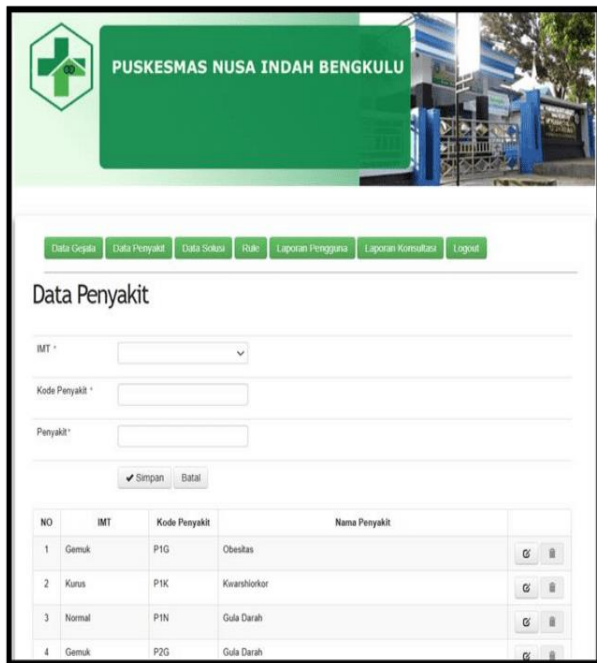 PUSKESMAS NUSA INDAH BENGKULU
Data Gejala Data Penyakit Data Solusi Rule Laporan Pengguna Laporan Konsultasi Logout
Data Penyakit
IMT *
Kode Penyakit *
Penyakit*
Simpan Batal
NO IMT Kode Penyakit Nama Penyakit
1 Gemuk P1G Obesitas
2 Kurus P1K Kwarshiorkor
3 Normal P1N Gula Darah
4 Gemuk P2G Gula Darah